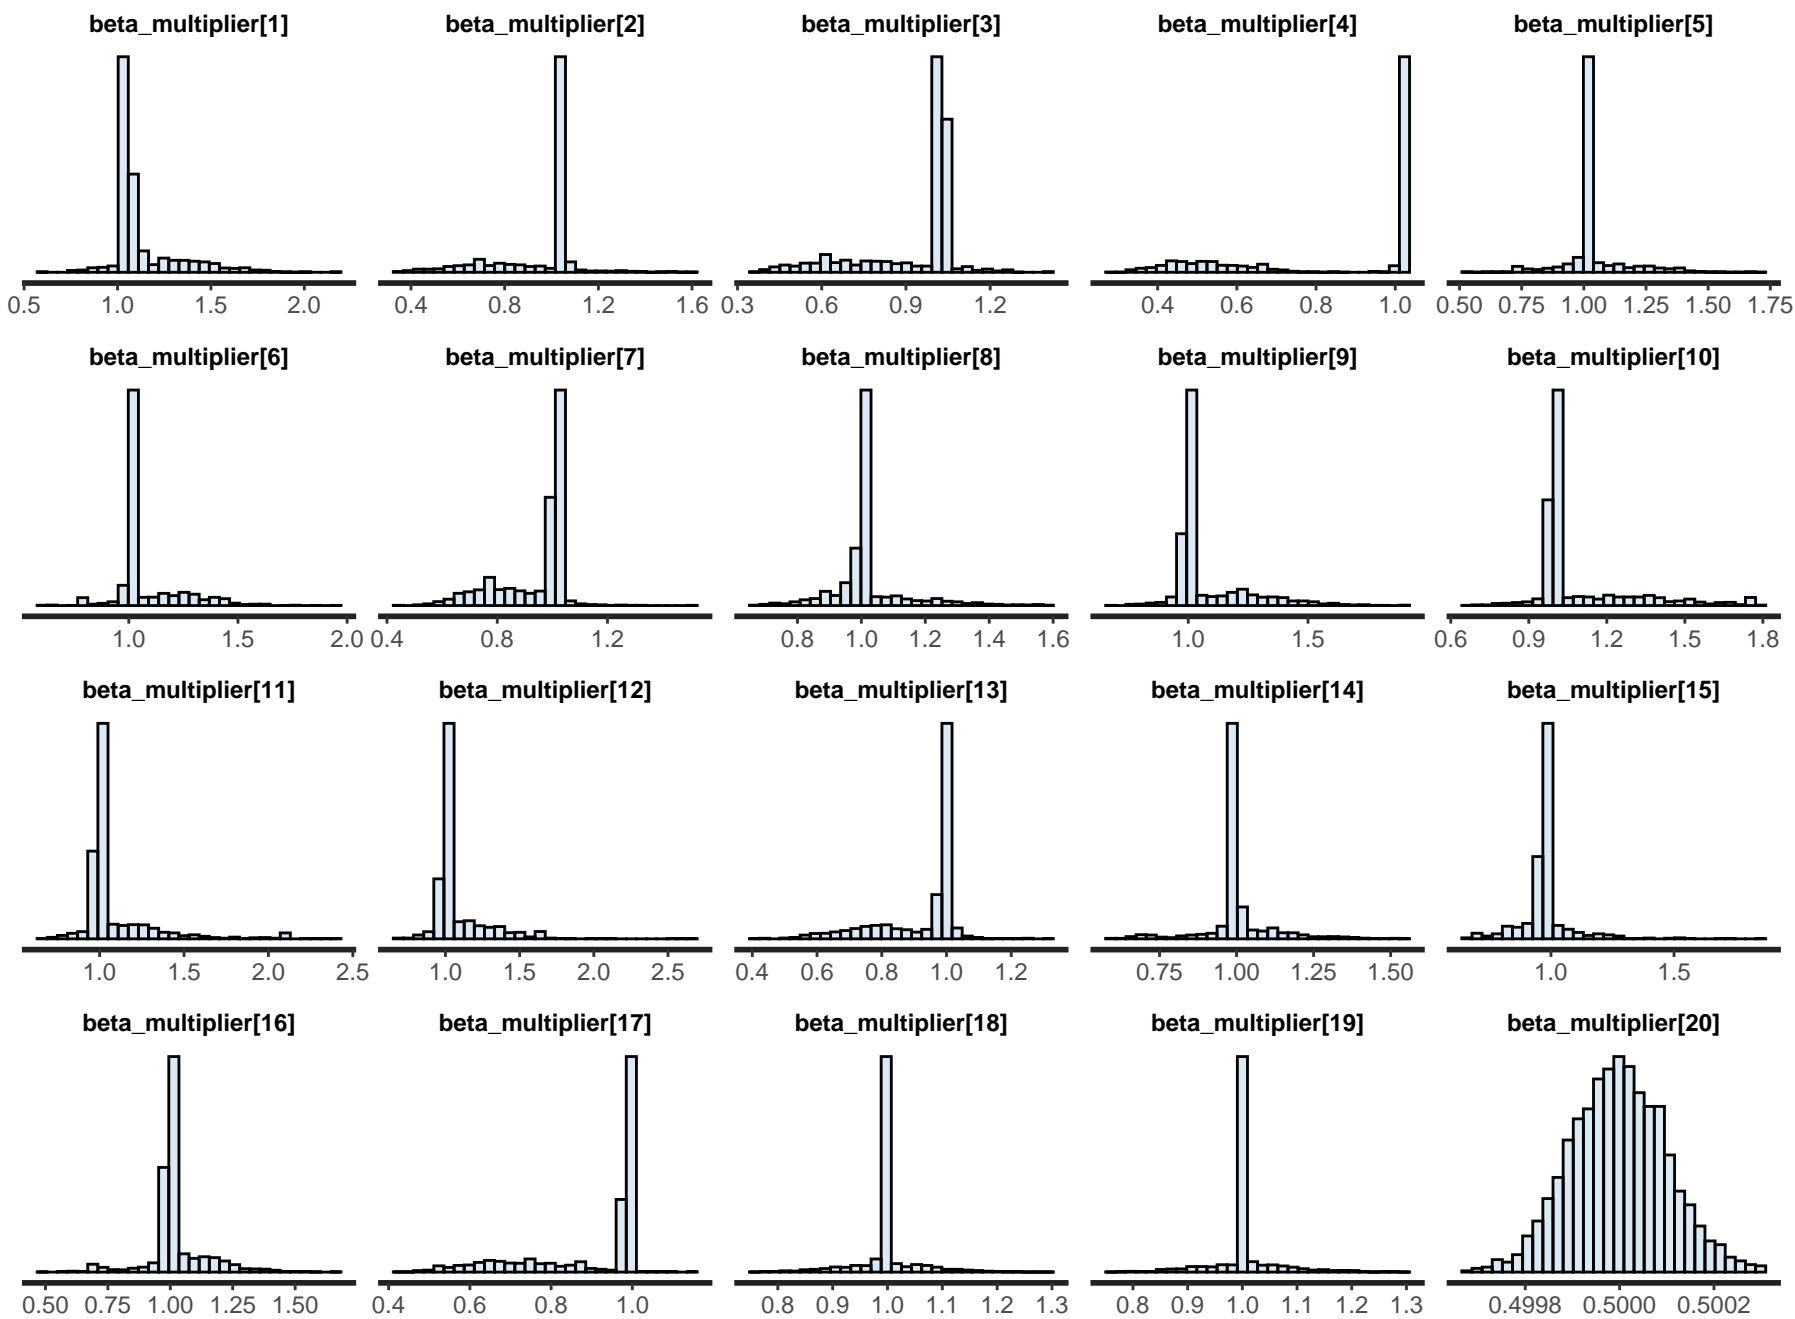 beta_multiplier[1] beta_multiplier[2] beta_multiplier[3] beta_multiplier[4] beta_multiplier[5]
0.5 1.0 1.5 2.0 0.4 0.8 1.2 1.6 0.3 0.6 0.9 1.2 0.4 0.6 0.8 1.0 0.50 0.75 1.00 1.25 1.50 1.75
beta_multiplier[6] beta_multiplier[7] beta_multiplier[8] beta_multiplier[9] beta_multiplier[10]
1.0 1.5 2.0 0.4 0.8 1.2 0.8 1.0 1.2 1.4 1.6 1.0 1.5 0.6 0.9 1.2 1.5 1.8
beta_multiplier[11] beta_multiplier[12] beta_multiplier[13] beta_multiplier[14] beta_multiplier[15]
1.0 1.5 2.0 2.5 1.0 1.5 2.0 2.5 0.4 0.6 0.8 1.0 1.2 0.75 1.00 1.25 1.50 1.0 1.5
beta_multiplier[16] beta_multiplier[17] beta_multiplier[18] beta_multiplier[19] beta_multiplier[20]
0.50 0.75 1.00 1.25 1.50 0.4 0.6 0.8 1.0 0.8 0.9 1.0 1.1 1.2 1.3 0.8 0.9 1.0 1.1 1.2 1.3 0.4998 0.5000 0.5002